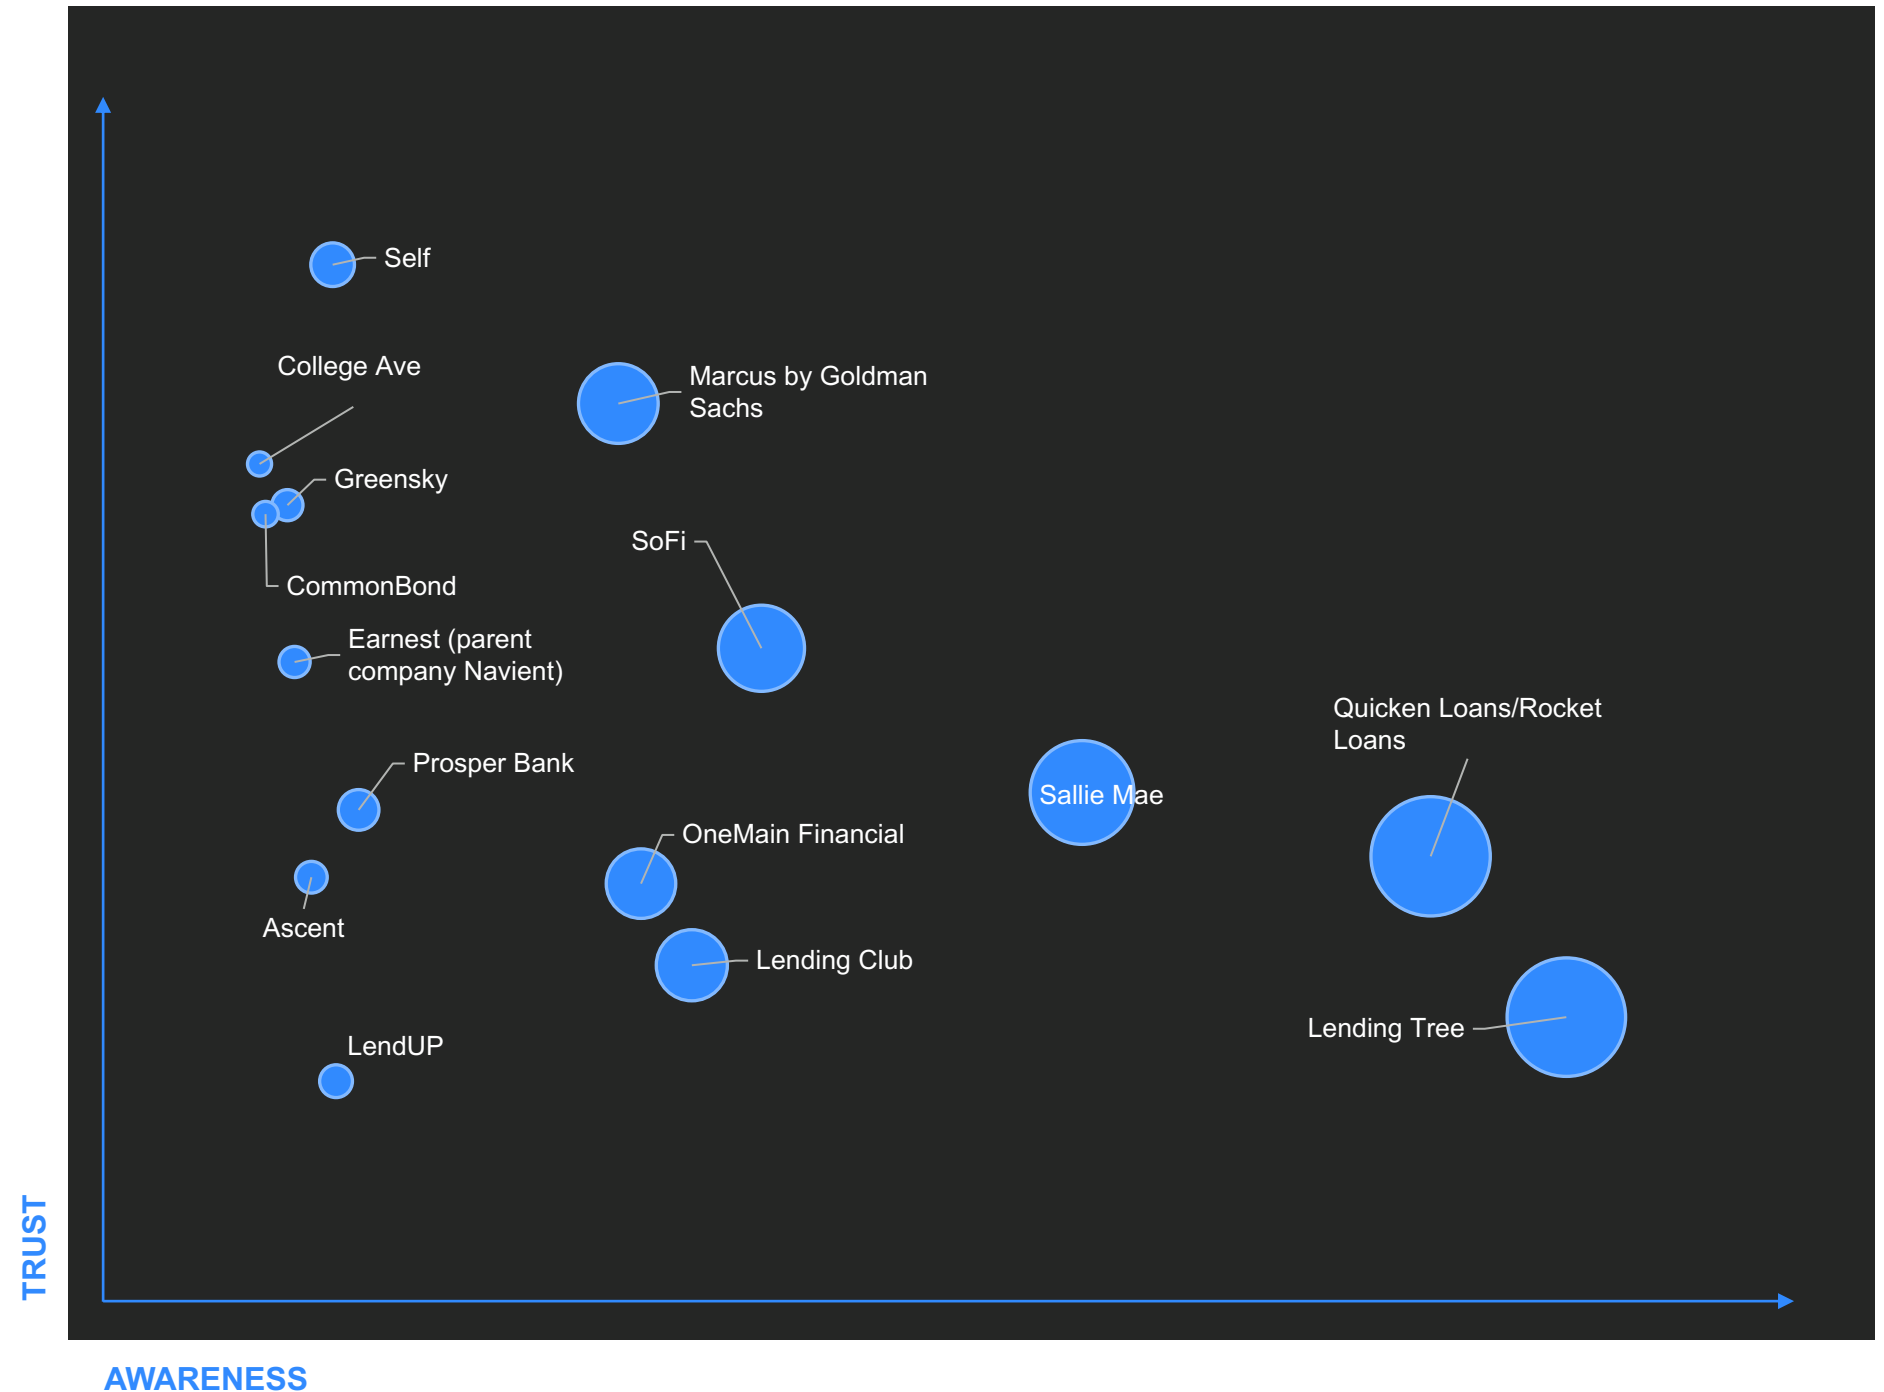 Self
College Ave
Marcus by Goldman
Sachs
Greensky
SoFi
CommonBond
Earnest (parent
company Navient)
Quicken Loans/Rocket
Loans
Prosper Bank
Sallie Mae
OneMain Financial
Ascent
Lending Club
Lending Tree
LendUP
TRUST
AWARENESS